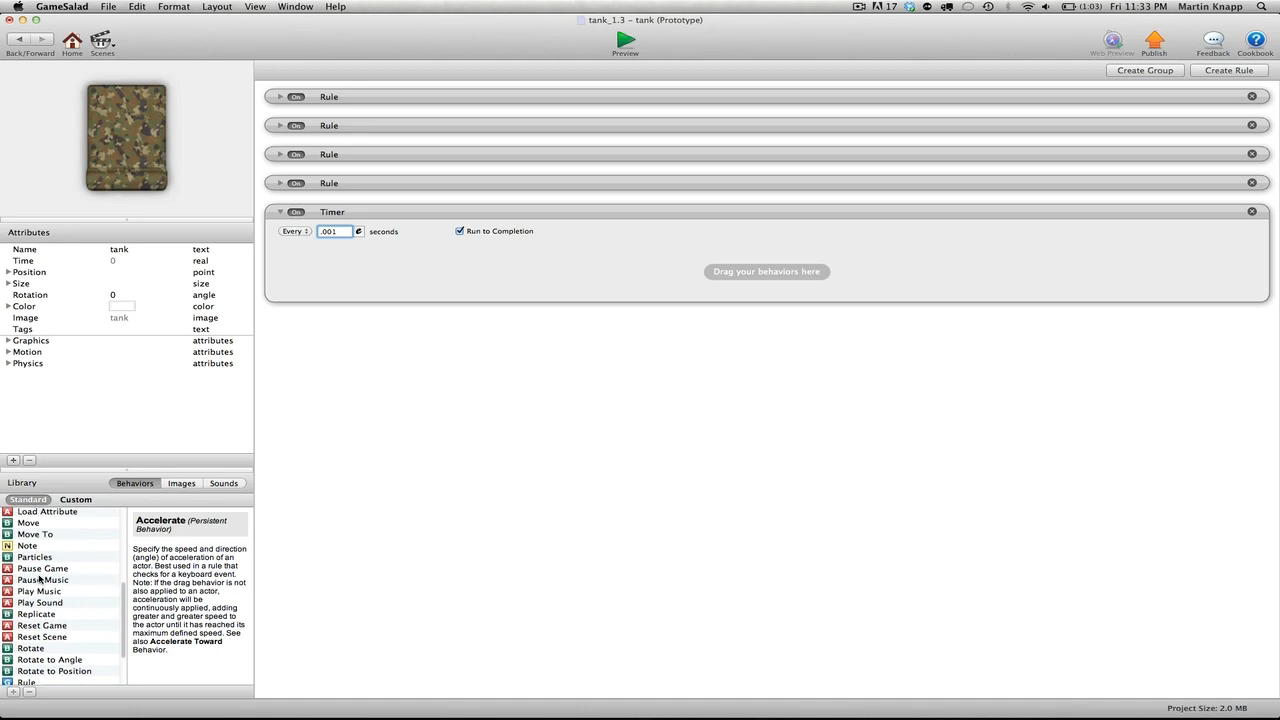 GameSalad File Edit Format Layout View Window Help 17 (1:03) Fri 11:33 PM Martin Knapp
tank_1.3 – tank (Prototype)
Back/Forward Home Scenes Preview Web Preview Publish Feedback Cookbook
Create Group Create Rule
On Rule
On Rule
On Rule
On Rule
On Timer
Every .001 e seconds Run to Completion
Drag your behaviors here
Attributes
Name tank text
Time 0 real
Position point
Size size
Rotation 0 angle
Color color
Image tank image
Tags text
Graphics attributes
Motion attributes
Physics attributes
Library Behaviors Images Sounds
Standard Custom
A Load Attribute
B Move
B Move To
N Note
B Particles
A Pause Game
A Pause Music
A Play Music
A Play Sound
B Replicate
A Reset Game
A Reset Scene
B Rotate
B Rotate to Angle
B Rotate to Position
G Rule
Accelerate (Persistent
Behavior)
Specify the speed and direction
(angle) of acceleration of an
actor. Best used in a rule that
checks for a keyboard event.
Note: If the drag behavior is not
also applied to an actor,
acceleration will be
continuously applied, adding
greater and greater speed to
the actor until it has reached its
maximum defined speed. See
also Accelerate Toward
Behavior.
Project Size: 2.0 MB